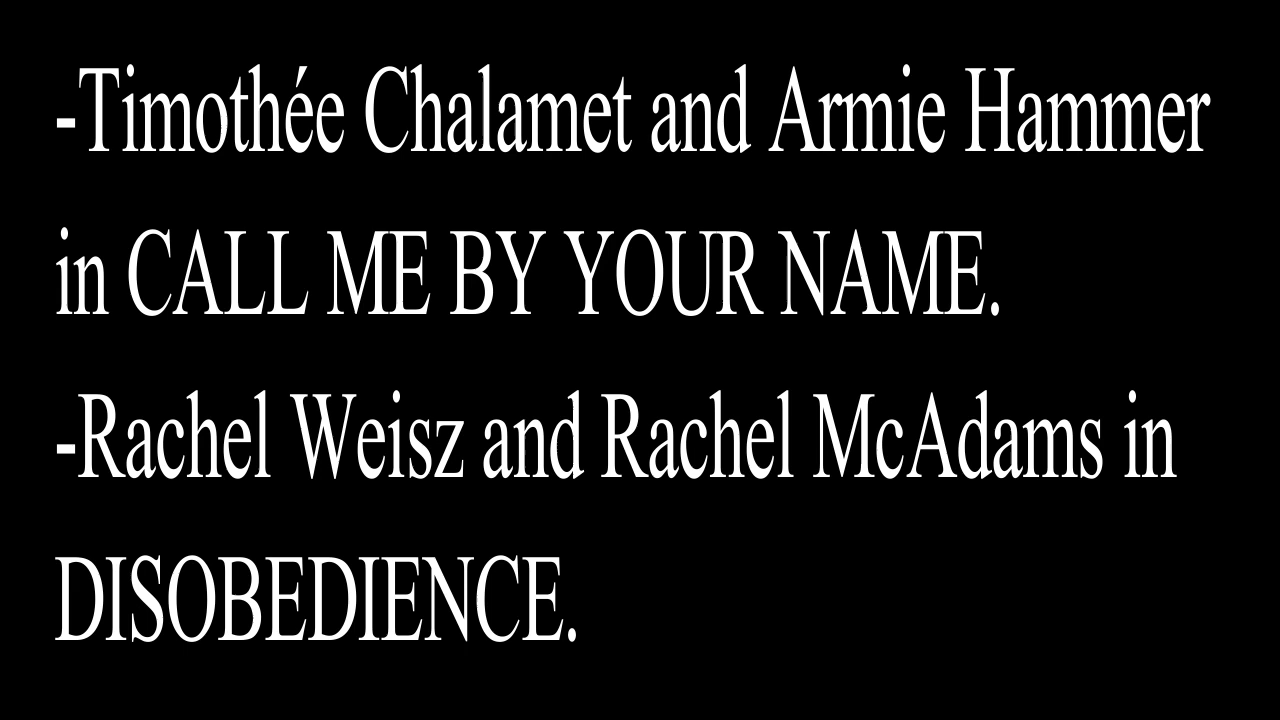 -Timothée Chalamet and Armie Hammer
in CALL ME BY YOUR NAME.
-Rachel Weisz and Rachel McAdams in
DISOBEDIENCE.